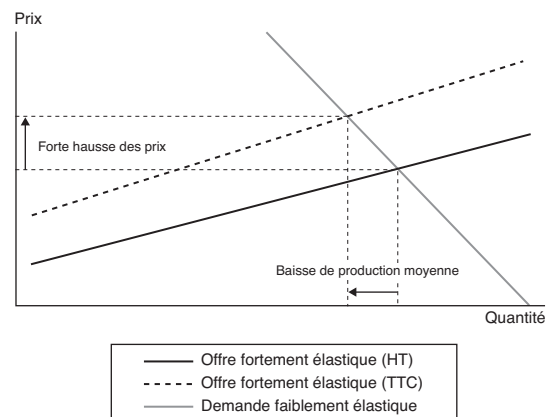 Prix
Forte hausse des prix
Baisse de production moyenne
Quantité
Offre fortement élastique (HT)
Offre fortement élastique (TTC)
Demande faiblement élastique